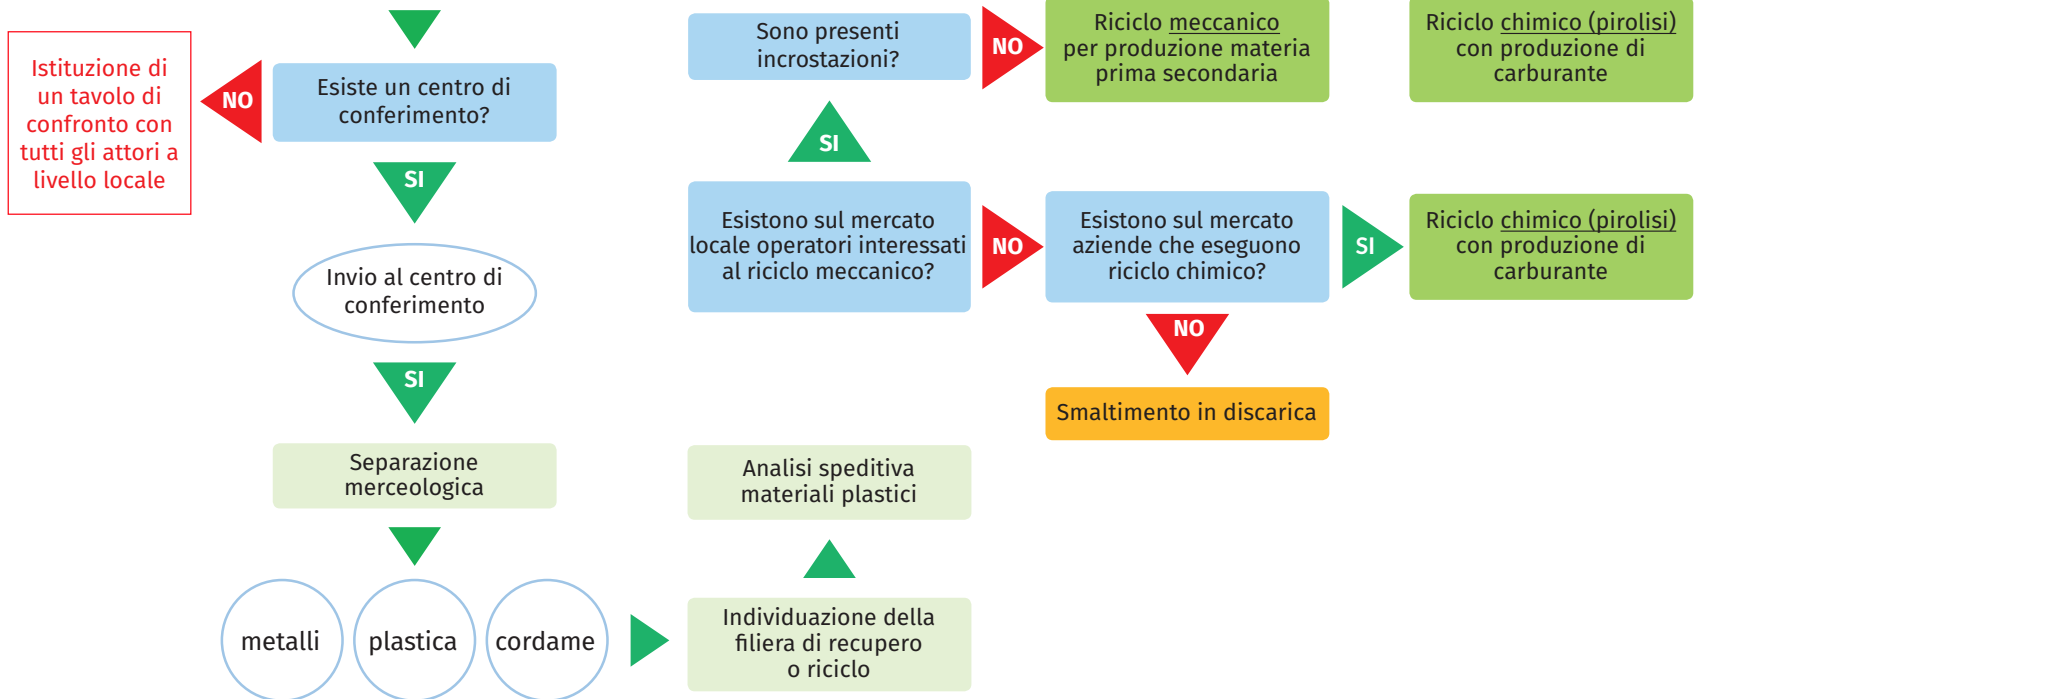 Istituzione di
un tavolo di
confronto con
tutti gli attori a
livello locale
NO
Esiste un centro di
conferimento?
SI
Invio al centro di
conferimento
SI
Separazione
merceologica
metalli
plastica
cordame
Individuazione della
filiera di recupero
o riciclo
Analisi speditiva
materiali plastici
Esistono sul mercato
locale operatori interessati
al riciclo meccanico?
SI
Sono presenti
incrostazioni?
NO
Riciclo meccanico
per produzione materia
prima secondaria
Riciclo chimico (pirolisi)
con produzione di
carburante
NO
Esistono sul mercato
aziende che eseguono
riciclo chimico?
SI
Riciclo chimico (pirolisi)
con produzione di
carburante
NO
Smaltimento in discarica